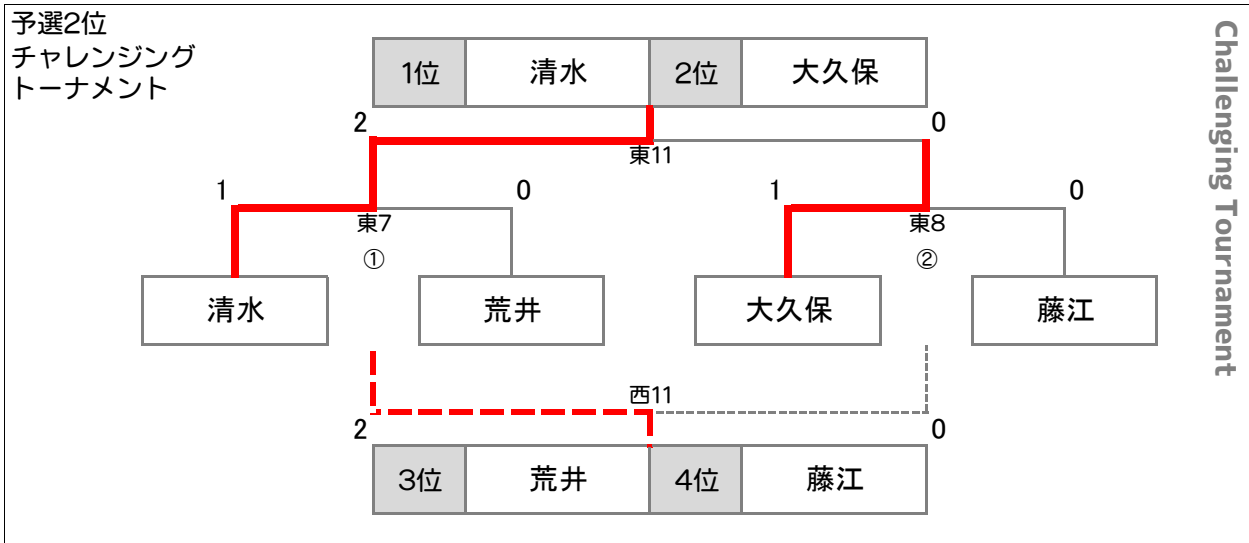 予選2位
チャレンジング
トーナメント
1位 清水 2位 大久保
2 0
東11
1 0 1 0
東7 東8
① ②
清水 荒井 大久保 藤江
西11
2 0
3位 荒井 4位 藤江
Challenging Tournament